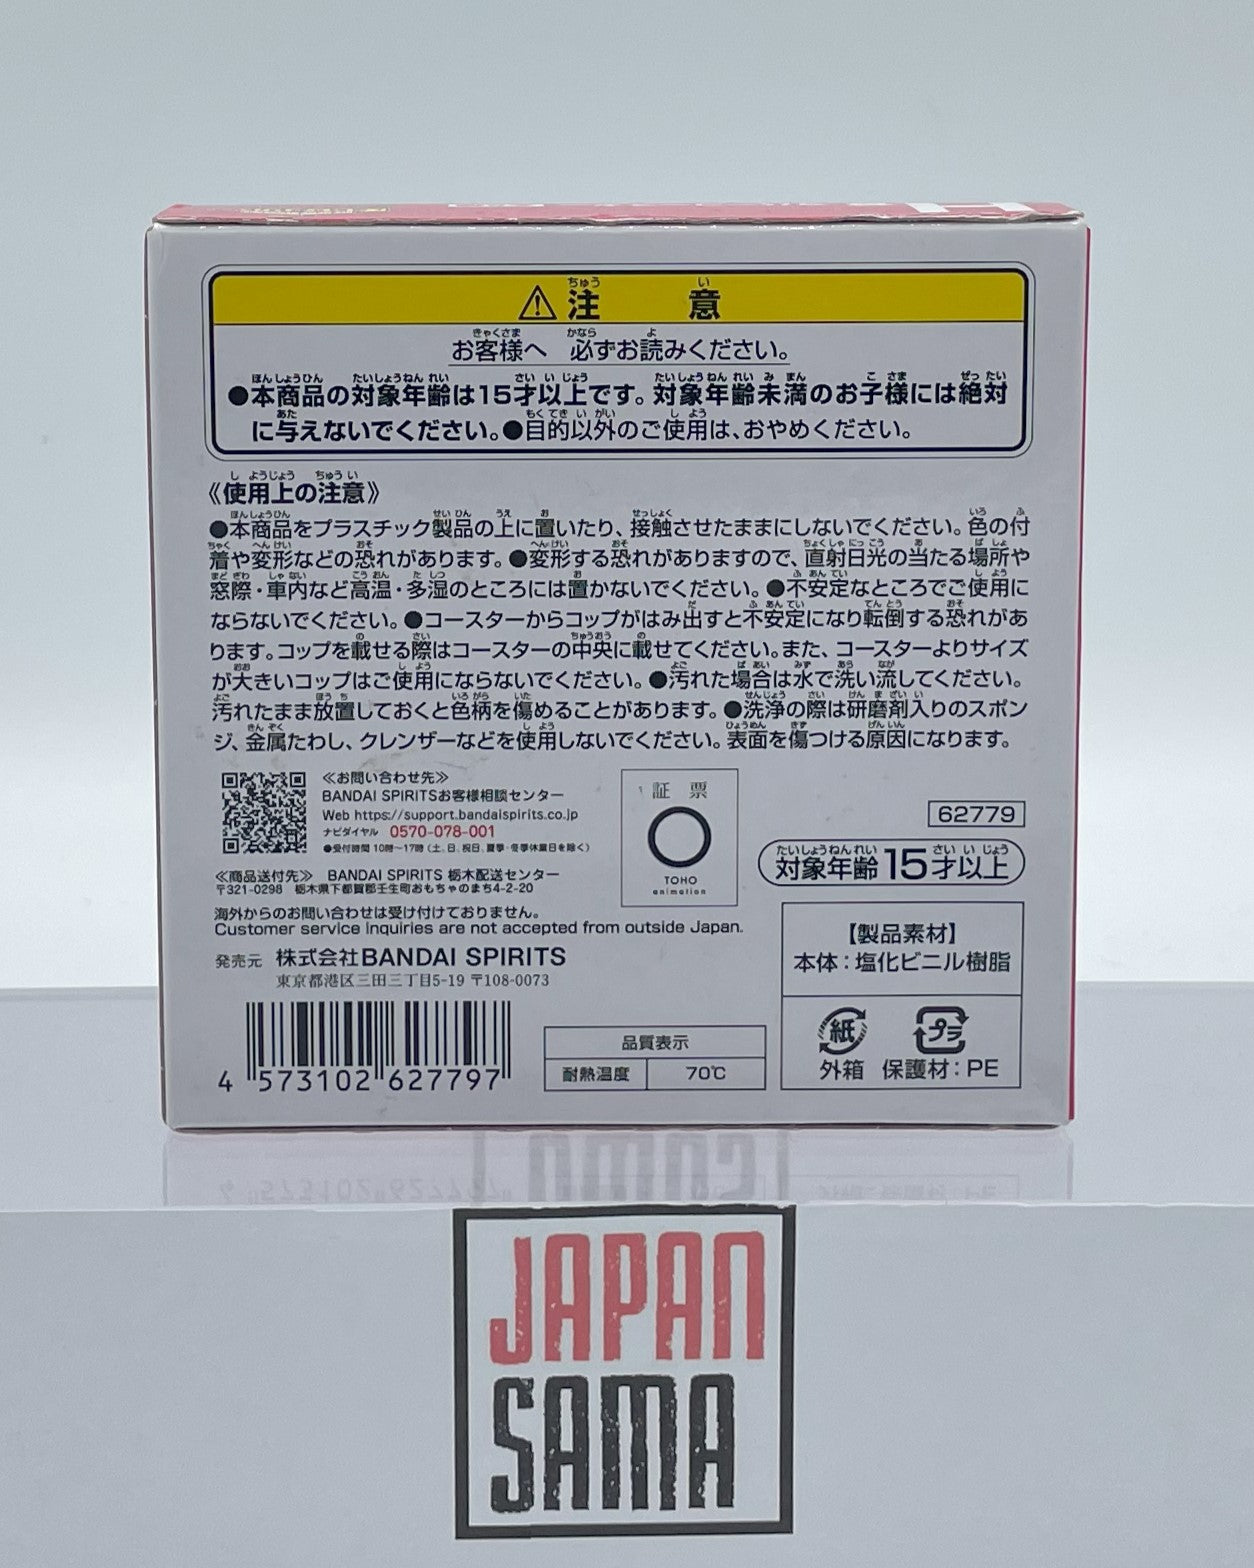 注 意
お客様へ 必ずお読みください。
●本商品の対象年齢は15才以上です。対象年齢未満のお子様には絶対
に与えないでください。●目的以外のご使用は、おやめください。
《使用上の注意》
●本商品をプラスチック製品の上に置いたり、接触させたままにしないでください。色の付
着や変形などの恐れがあります。●変形する恐れがありますので、直射日光の当たる場所や
窓際・車内など高温・多湿のところには置かないでください。●不安定なところでご使用に
ならないでください。●コースターからコップがはみ出すと不安定になり転倒する恐れがあ
ります。コップを載せる際はコースターの中央に載せてください。また、コースターよりサイズ
が大きいコップはご使用にならないでください。●汚れた場合は水で洗い流してください。
汚れたまま放置しておくと色柄を傷めることがあります。●洗浄の際は研磨剤入りのスポン
ジ、金属たわし、クレンザーなどを使用しないでください。表面を傷つける原因になります。
≪お問い合わせ先≫
BANDAI SPIRITSお客様相談センター
Web https://support.bandaispirits.co.jp
ナビダイヤル 0570-078-001
●受付時間 10時〜17時 (土、日、祝日、夏季・冬季休業日を除く)
≪商品送付先≫ BANDAI SPIRITS 栃木配送センター
〒321-0298 栃木県下都賀郡壬生町おもちゃのまち4-2-20
海外からのお問い合わせは受け付けておりません。
Customer service inquiries are not accepted from outside Japan.
発売元 株式会社BANDAI SPIRITS
東京都港区三田三丁目5-19 〒108-0073
4 573102 627797
証 票
TOHO
animation
62779
対象年齢 15才以上
【製品素材】
本体：塩化ビニル樹脂
紙 プラ
外箱 保護材：PE
品質表示
耐熱温度 70℃
JAPAN
SAMA